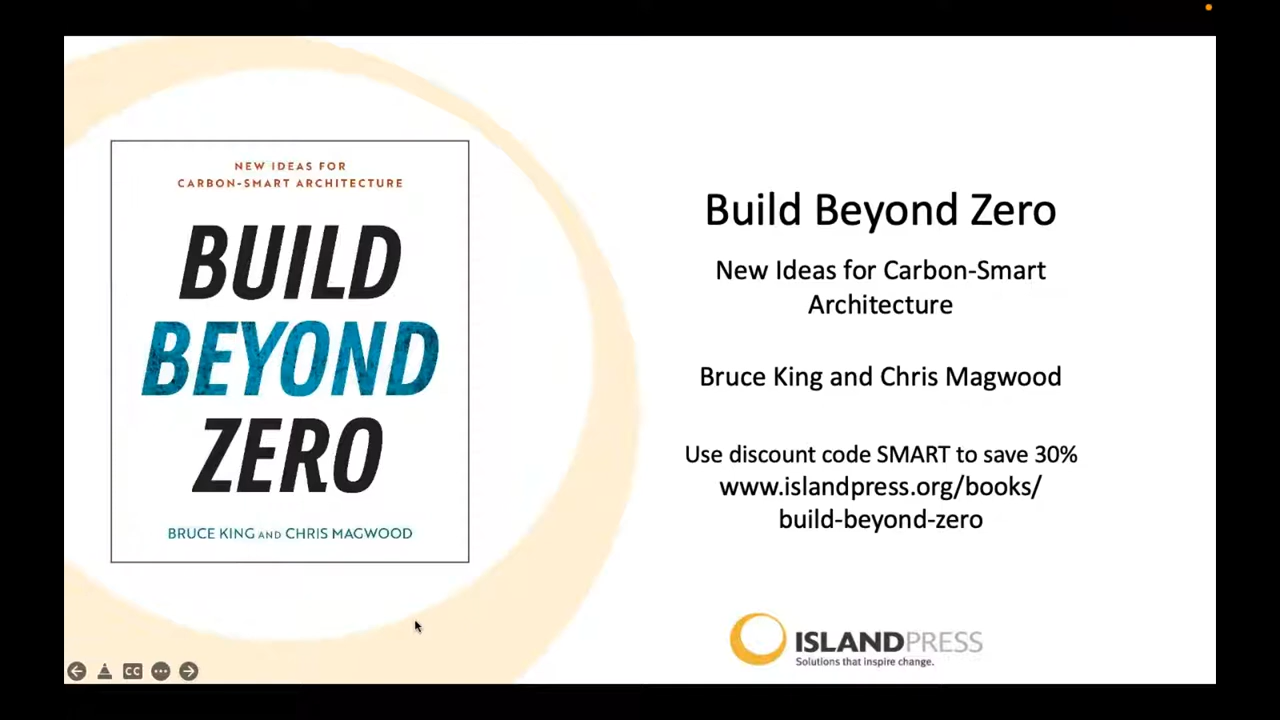 NEW IDEAS FOR
CARBON-SMART ARCHITECTURE
BUILD
BEYOND
ZERO
BRUCE KING AND CHRIS MAGWOOD
Build Beyond Zero
New Ideas for Carbon-Smart
Architecture
Bruce King and Chris Magwood
Use discount code SMART to save 30%
www.islandpress.org/books/
build-beyond-zero
ISLANDPRESS
Solutions that inspire change.
CC